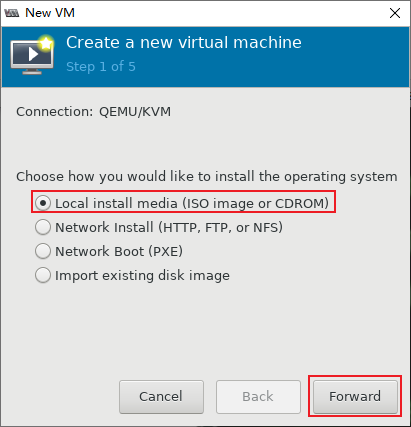 New VM
Create a new virtual machine
Step 1 of 5
Connection: QEMU/KVM
Choose how you would like to install the operating system
Local install media (ISO image or CDROM)
Network Install (HTTP, FTP, or NFS)
Network Boot (PXE)
Import existing disk image
Cancel Back Forward